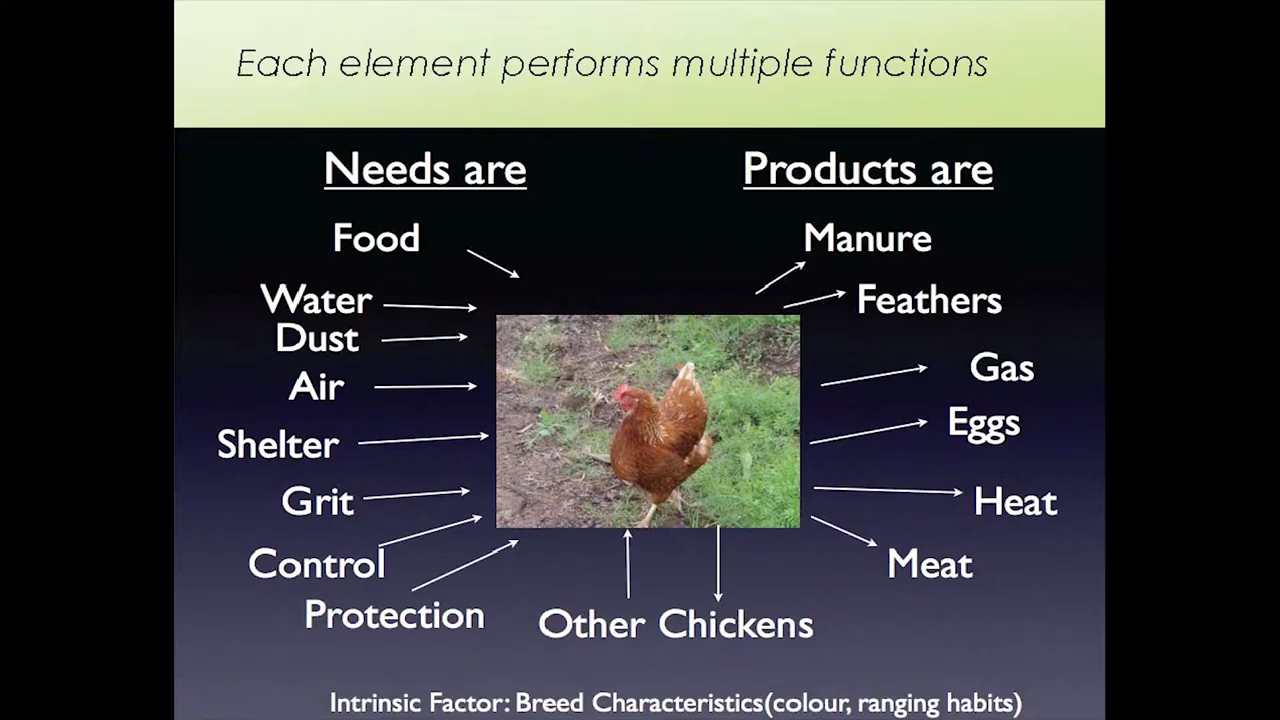 Each element performs multiple functions
Needs are
Food
Water
Dust
Air
Shelter
Grit
Control
Protection
Products are
Manure
Feathers
Gas
Eggs
Heat
Meat
Other Chickens
Intrinsic Factor: Breed Characteristics(colour, ranging habits)